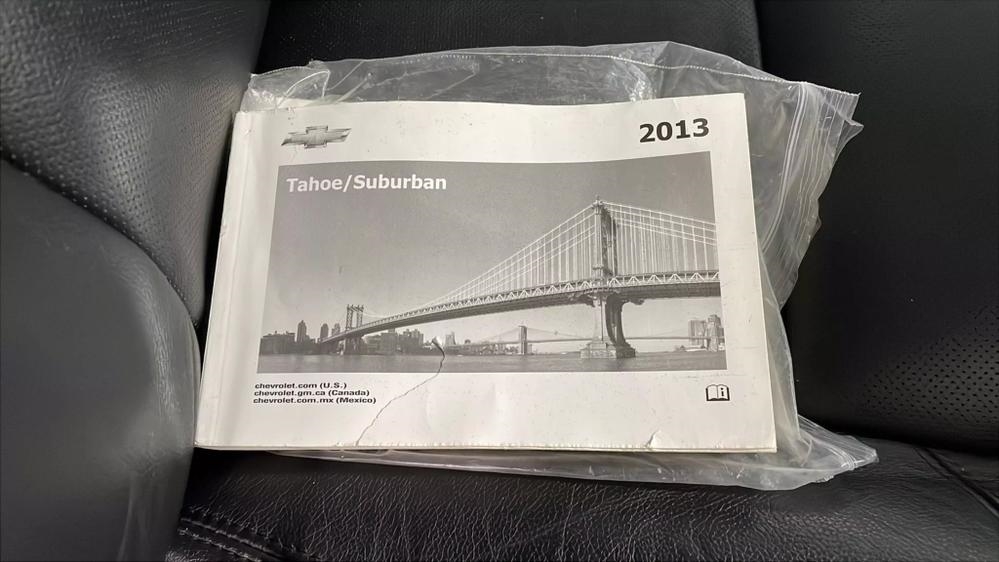 2013
Tahoe/Suburban
chevrolet.com (U.S.)
chevrolet.gm.ca (Canada)
chevrolet.com.mx (Mexico)
i